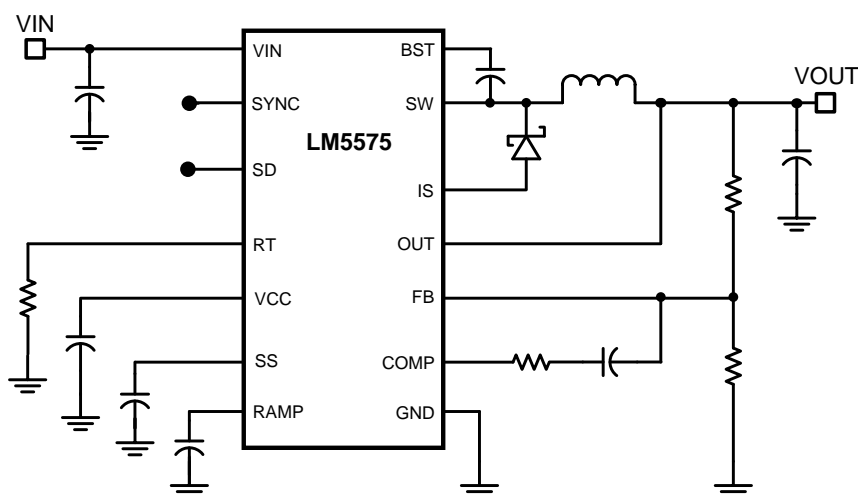 VIN
VOUT
LM5575
VIN
SYNC
SD
RT
VCC
SS
RAMP
BST
SW
IS
OUT
FB
COMP
GND